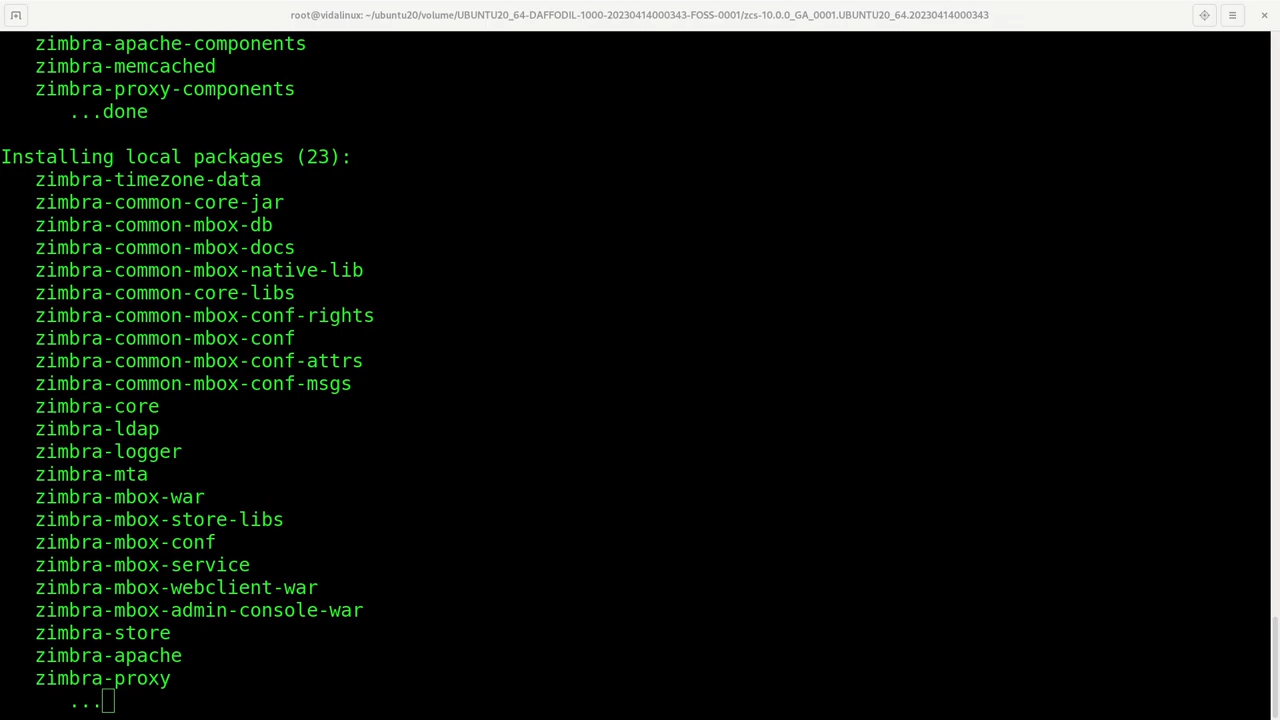 root@vidalinux: ~/ubuntu20/volume/UBUNTU20_64-DAFFODIL-1000-20230414000343-FOSS-0001/zcs-10.0.0_GA_0001.UBUNTU20_64.20230414000343
zimbra-apache-components
zimbra-memcached
zimbra-proxy-components
...done
Installing local packages (23):
zimbra-timezone-data
zimbra-common-core-jar
zimbra-common-mbox-db
zimbra-common-mbox-docs
zimbra-common-mbox-native-lib
zimbra-common-core-libs
zimbra-common-mbox-conf-rights
zimbra-common-mbox-conf
zimbra-common-mbox-conf-attrs
zimbra-common-mbox-conf-msgs
zimbra-core
zimbra-ldap
zimbra-logger
zimbra-mta
zimbra-mbox-war
zimbra-mbox-store-libs
zimbra-mbox-conf
zimbra-mbox-service
zimbra-mbox-webclient-war
zimbra-mbox-admin-console-war
zimbra-store
zimbra-apache
zimbra-proxy
...